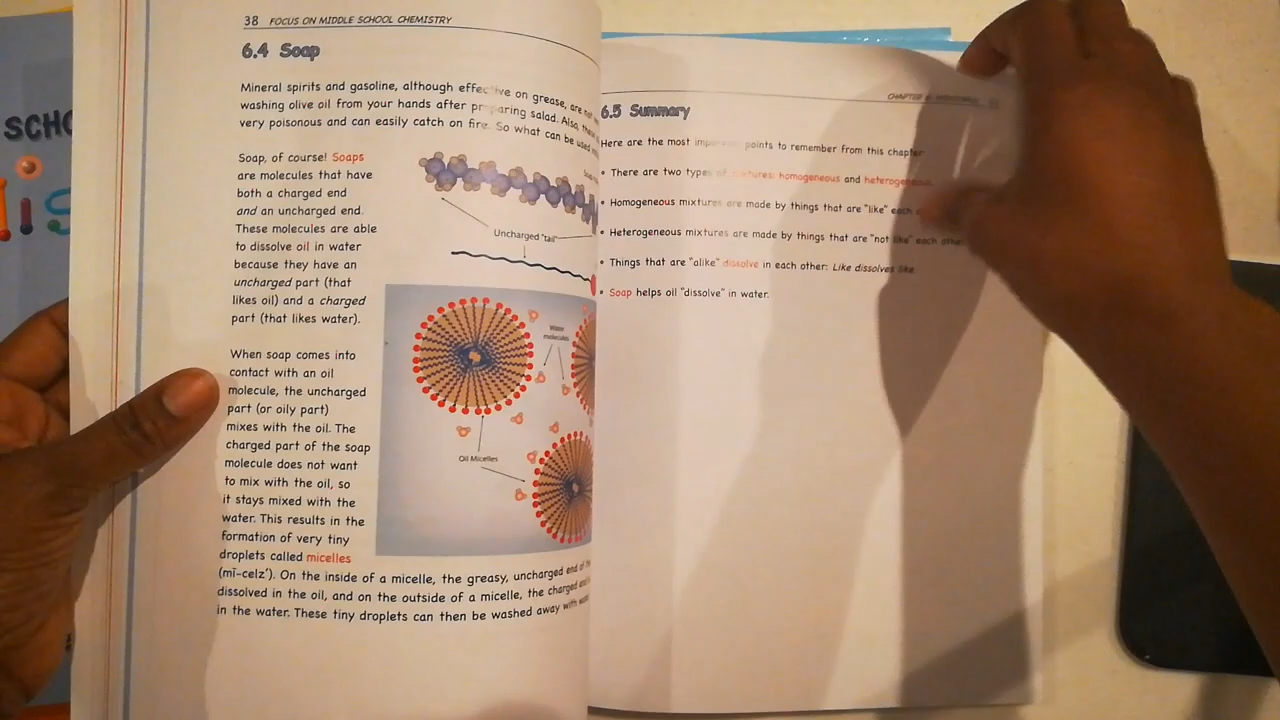 38 FOCUS ON MIDDLE SCHOOL CHEMISTRY
6.4 Soap
Mineral spirits and gasoline, although effective on grease, are not
washing olive oil from your hands after preparing salad. Also, these
very poisonous and can easily catch on fire. So what can be used
Soap, of course! Soaps
are molecules that have
both a charged end
and an uncharged end.
These molecules are able
to dissolve oil in water
because they have an
uncharged part (that
likes oil) and a charged
part (that likes water).
Uncharged "tail"
When soap comes into
contact with an oil
molecule, the uncharged
part (or oily part)
mixes with the oil. The
charged part of the soap
molecule does not want
to mix with the oil, so
it stays mixed with the
water. This results in the
formation of very tiny
droplets called micelles
(mī-celz'). On the inside of a micelle, the greasy, uncharged end of
dissolved in the oil, and on the outside of a micelle, the charged
in the water. These tiny droplets can then be washed away with
Water
molecules
Oil Micelles
CHAPTER
6.5 Summary
Here are the most important points to remember from this chapter:
• There are two types of mixtures: homogeneous and heterogeneous.
• Homogeneous mixtures are made by things that are "like" each
• Heterogeneous mixtures are made by things that are "not like" each other
• Things that are "alike" dissolve in each other: Like dissolves like
• Soap helps oil "dissolve" in water.
SCHO